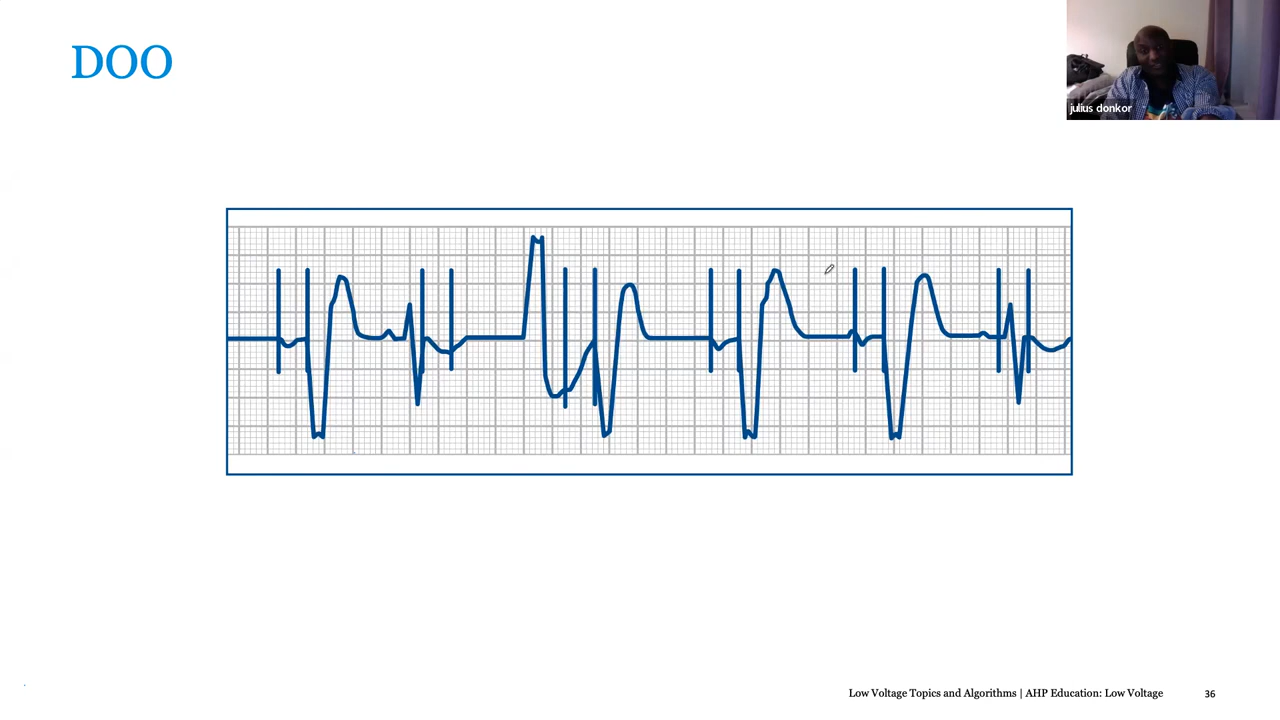 DOO
julius donkor
Low Voltage Topics and Algorithms | AHP Education: Low Voltage 36